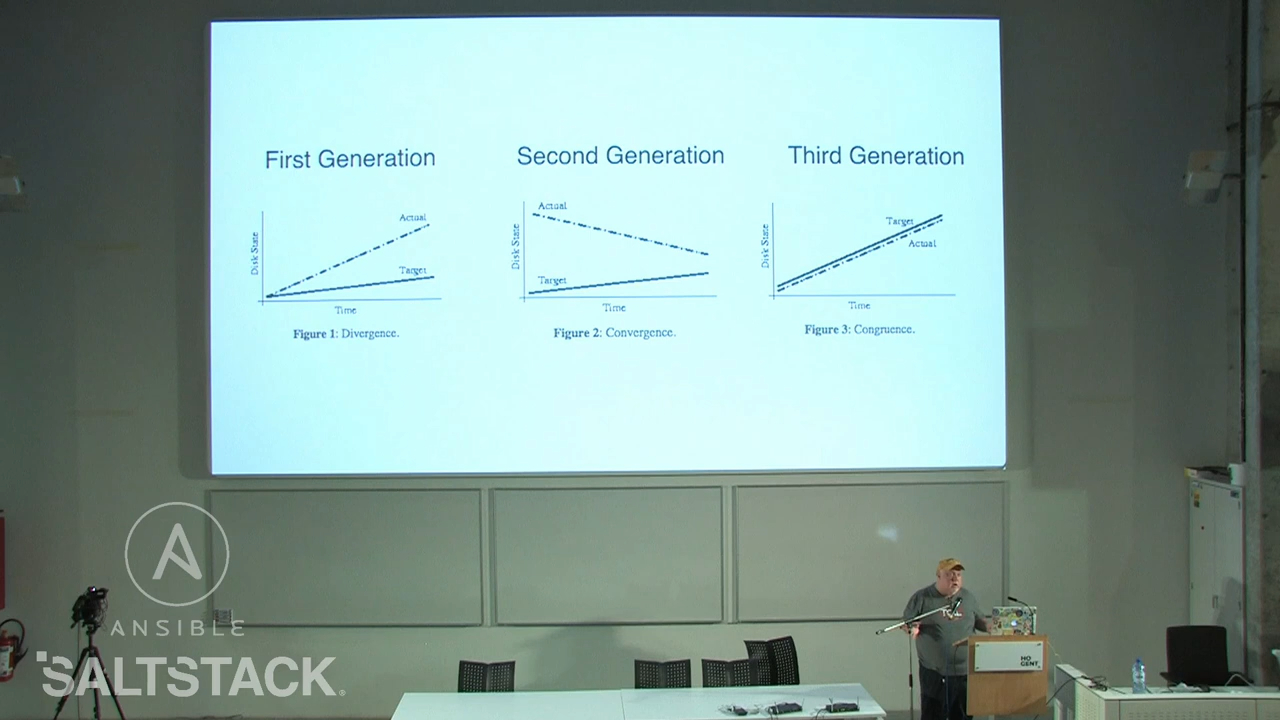 First Generation
Second Generation
Third Generation
Disk State
Actual
Target
Time
Figure 1: Divergence.
Disk State
Actual
Target
Time
Figure 2: Convergence.
Disk State
Target
Actual
Time
Figure 3: Congruence.
ANSIBLE
SALTSTACK
HO
GENT